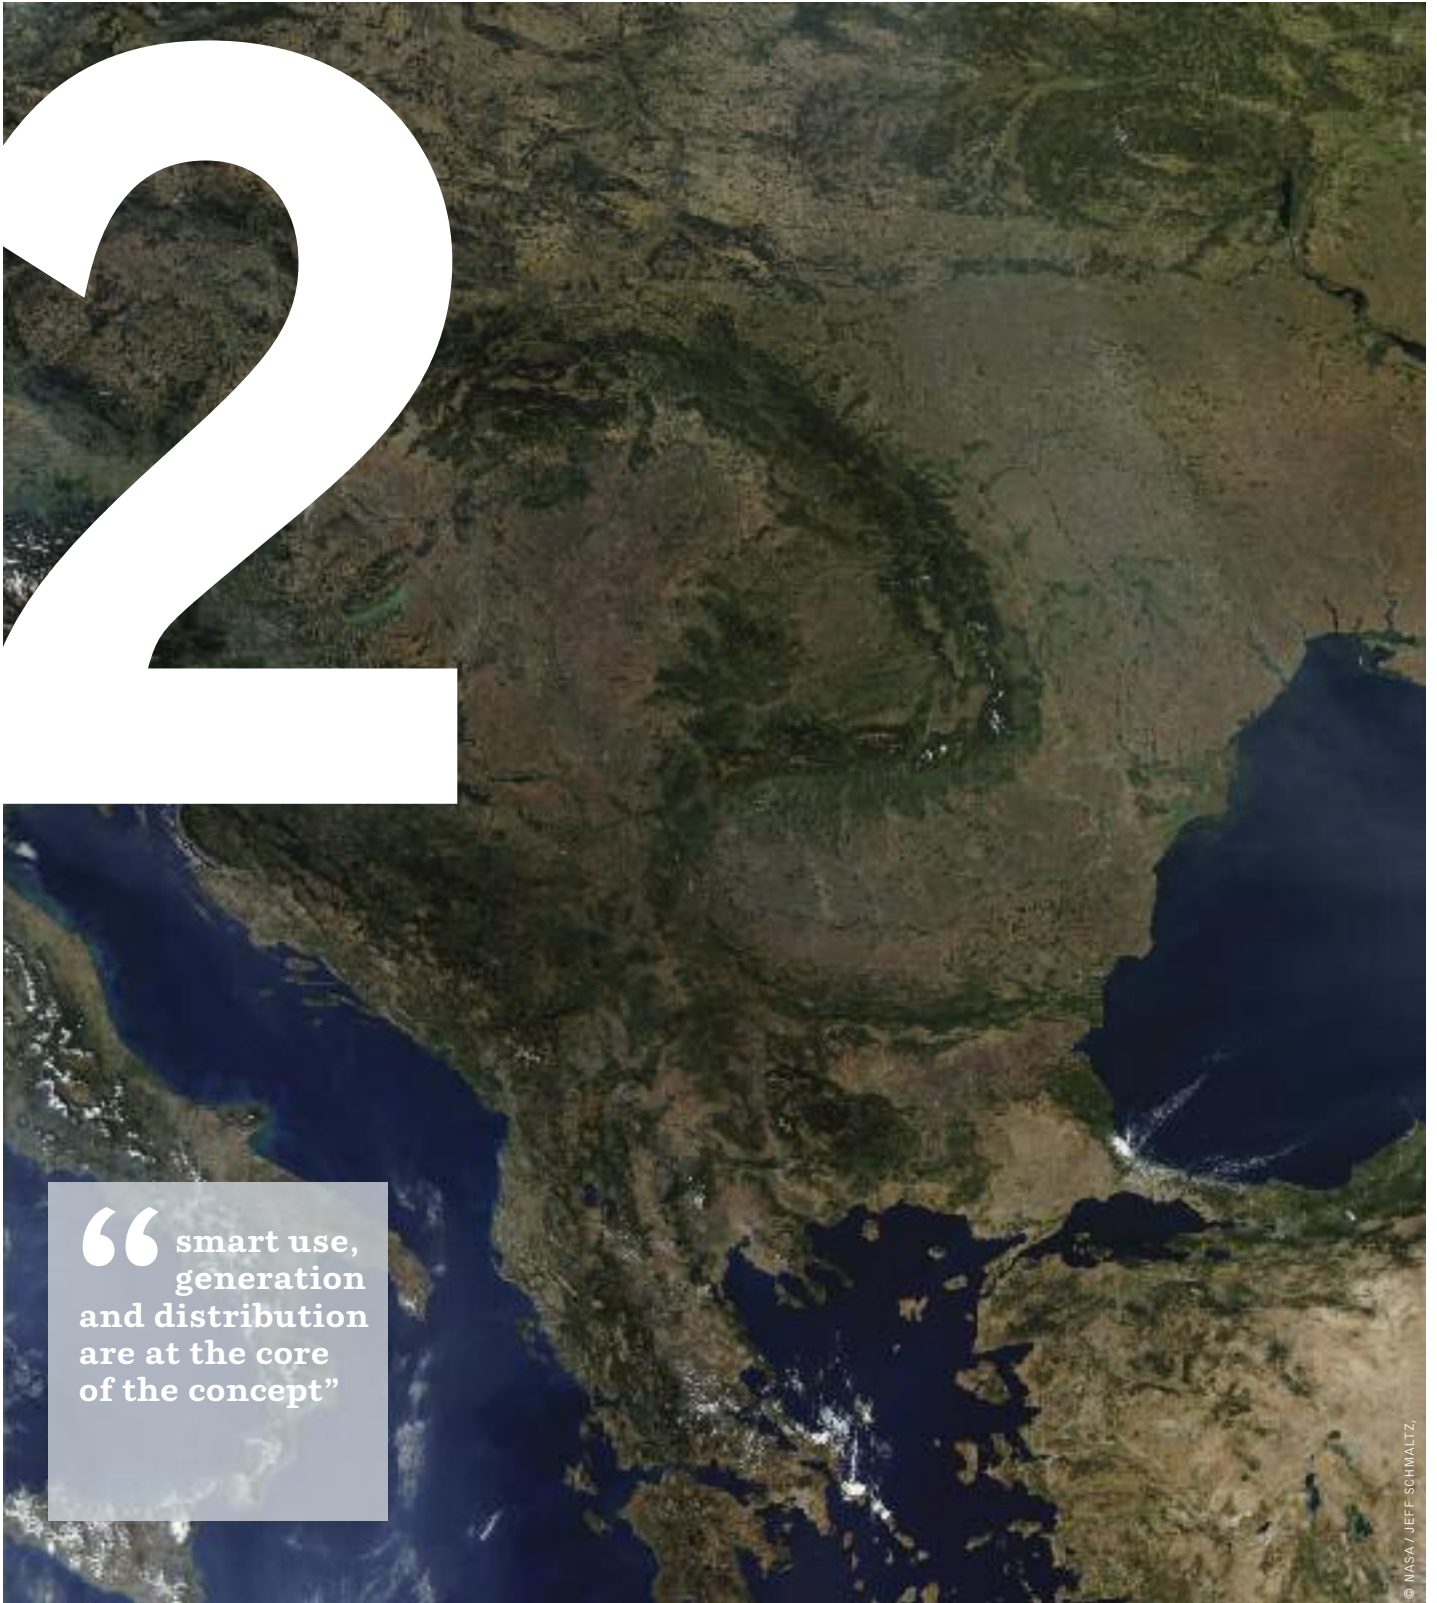 2
“ smart use,
generation
and distribution
are at the core
of the concept”
© NASA / JEFF SCHMALTZ,